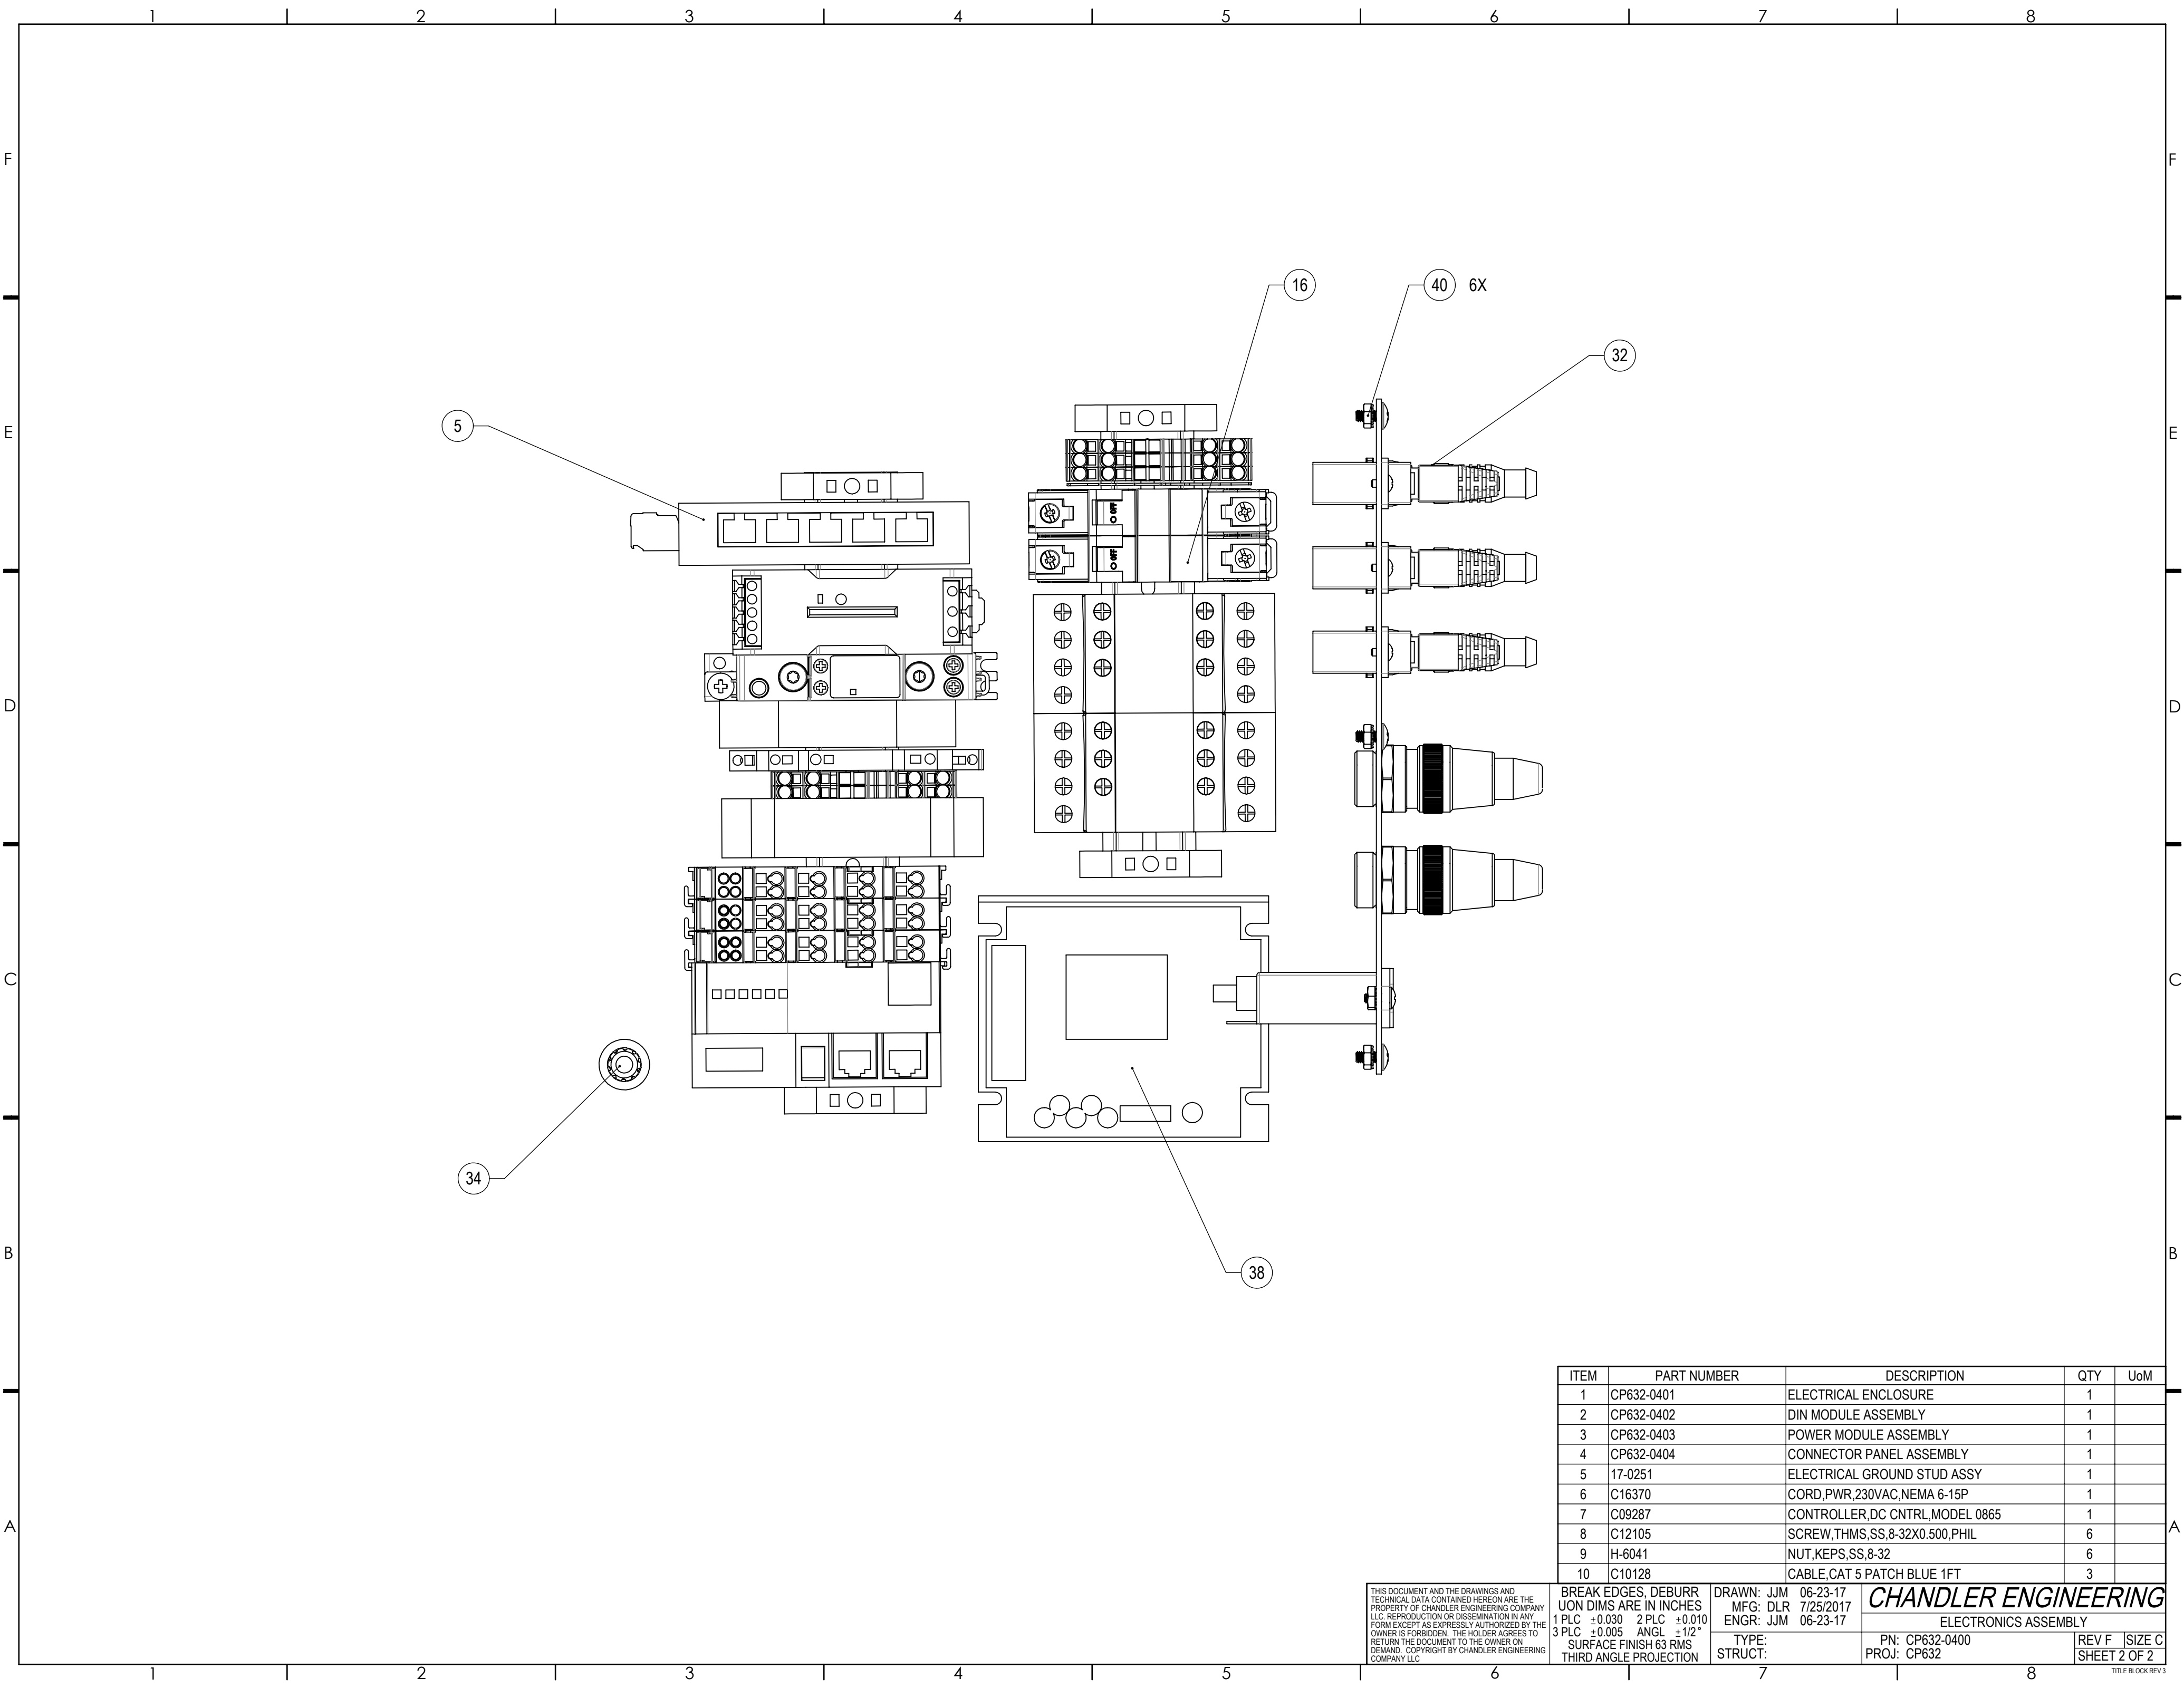 1 2 3 4 5 6 7 8
F F
16 40 6X
32
5
E E
OFF
OFF
D D
C C
34
B B
38
ITEM PART NUMBER DESCRIPTION QTY UoM
1 CP632-0401 ELECTRICAL ENCLOSURE 1
2 CP632-0402 DIN MODULE ASSEMBLY 1
3 CP632-0403 POWER MODULE ASSEMBLY 1
4 CP632-0404 CONNECTOR PANEL ASSEMBLY 1
5 17-0251 ELECTRICAL GROUND STUD ASSY 1
6 C16370 CORD,PWR,230VAC,NEMA 6-15P 1
7 C09287 CONTROLLER,DC CNTRL,MODEL 0865 1
8 C12105 SCREW,THMS,SS,8-32X0.500,PHIL 6
9 H-6041 NUT,KEPS,SS,8-32 6
10 C10128 CABLE,CAT 5 PATCH BLUE 1FT 3
A A
THIS DOCUMENT AND THE DRAWINGS AND
TECHNICAL DATA CONTAINED HEREON ARE THE
PROPERTY OF CHANDLER ENGINEERING COMPANY
LLC. REPRODUCTION OR DISSEMINATION IN ANY
FORM EXCEPT AS EXPRESSLY AUTHORIZED BY THE
OWNER IS FORBIDDEN. THE HOLDER AGREES TO
RETURN THE DOCUMENT TO THE OWNER ON
DEMAND. COPYRIGHT BY CHANDLER ENGINEERING
COMPANY LLC
BREAK EDGES, DEBURR
UON DIMS ARE IN INCHES
1 PLC ±0.030 2 PLC ±0.010
3 PLC ±0.005 ANGL ±1/2°
SURFACE FINISH 63 RMS
THIRD ANGLE PROJECTION
DRAWN: JJM 06-23-17
MFG: DLR 7/25/2017
ENGR: JJM 06-23-17
TYPE:
STRUCT:
CHANDLER ENGINEERING
ELECTRONICS ASSEMBLY
PN: CP632-0400
PROJ: CP632
REV F SIZE C
SHEET 2 OF 2
1 2 3 4 5 6 7 8
TITLE BLOCK REV 3